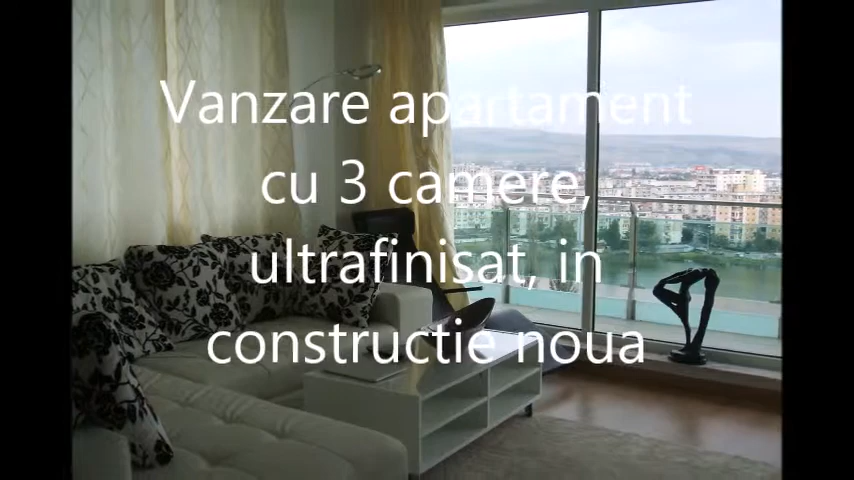 Vanzare apartament
cu 3 camere,
ultrafinisat, in
constructie noua